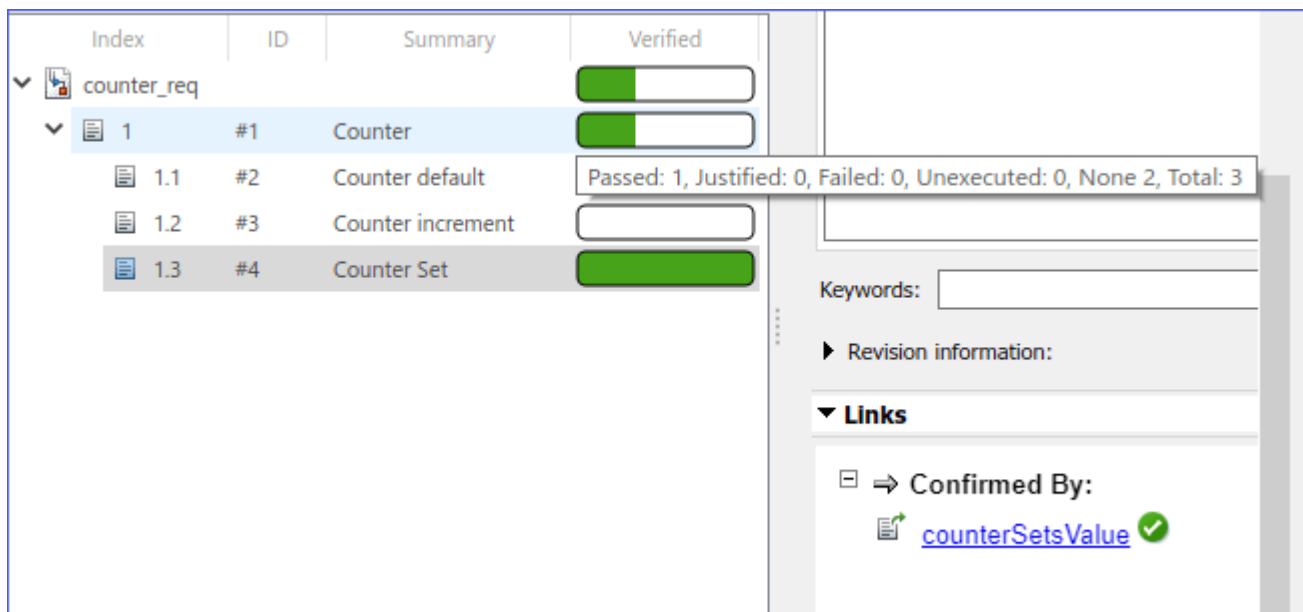 Index ID Summary Verified
counter_req
1 #1 Counter
1.1 #2 Counter default
Passed: 1, Justified: 0, Failed: 0, Unexecuted: 0, None 2, Total: 3
1.2 #3 Counter increment
1.3 #4 Counter Set
Keywords:
Revision information:
Links
Confirmed By:
counterSetsValue